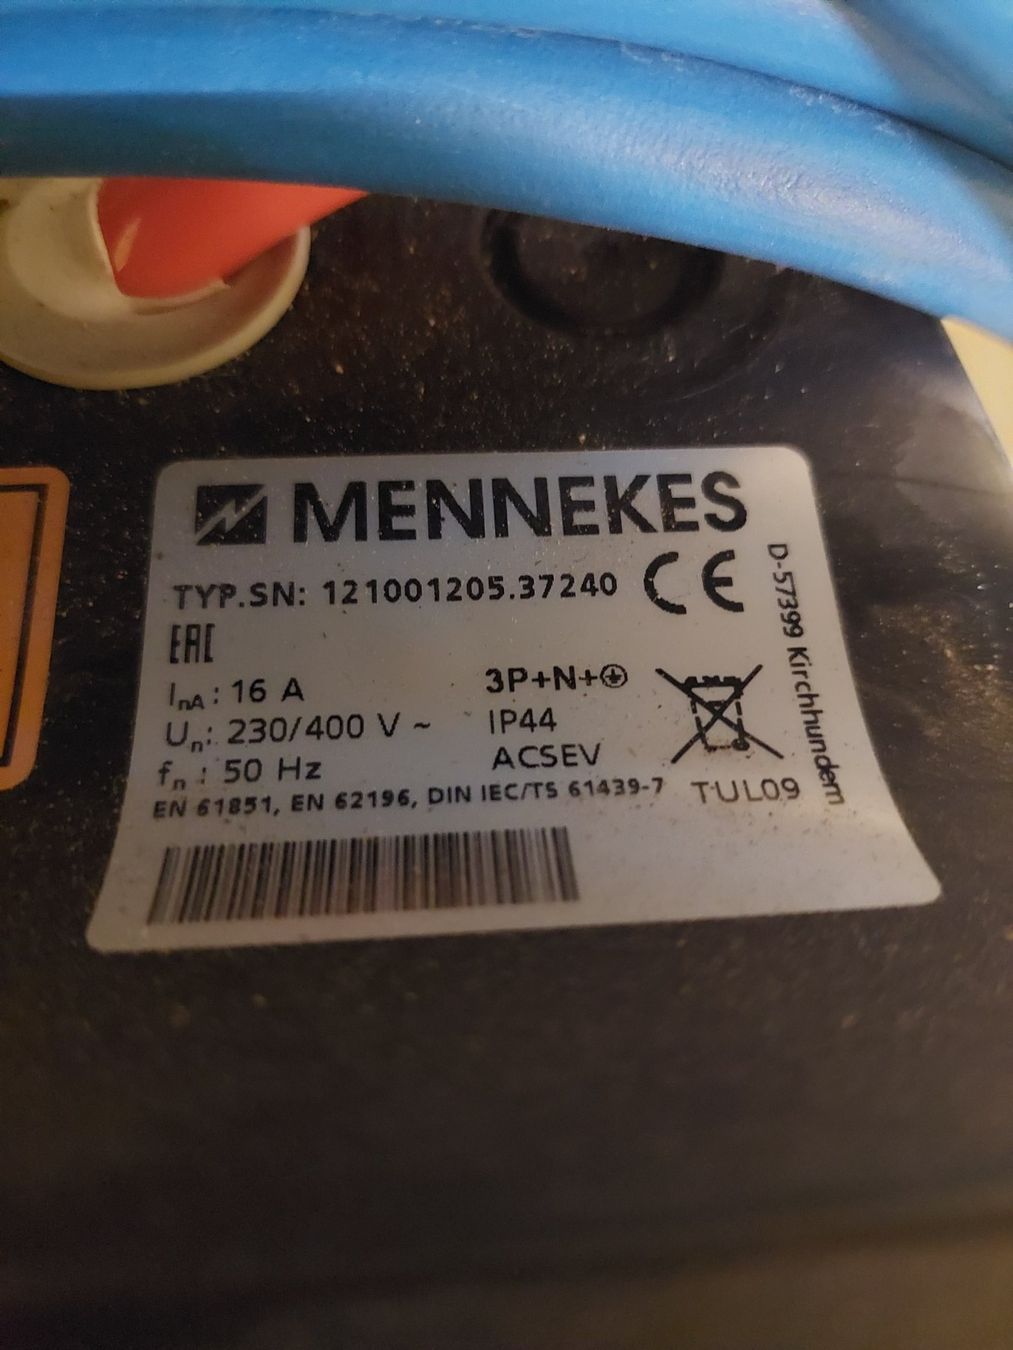 MENNEKES
TYP.SN: 121001205.37240
CE
EAC
InA: 16 A
3P+N+⏚
Un: 230/400 V ~
IP44
fn: 50 Hz
ACSEV
EN 61851, EN 62196, DIN IEC/TS 61439-7
TUL09
D-57399 Kirchhundem